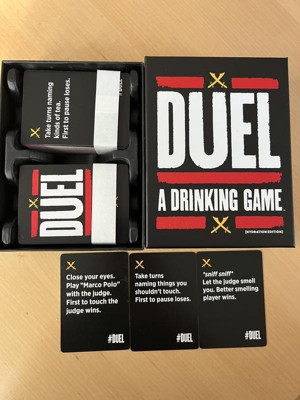 Take turns naming
kinds of tea.
First to pause loses.
DUEL
DUEL
A DRINKING GAME
[HYDRATION EDITION]
Close your eyes.
Play "Marco Polo"
with the judge.
First to touch the
judge wins.
#DUEL
Take turns
naming things you
shouldn't touch.
First to pause loses.
#DUEL
*sniff sniff*
Let the judge smell
you. Better smelling
player wins.
#DUEL